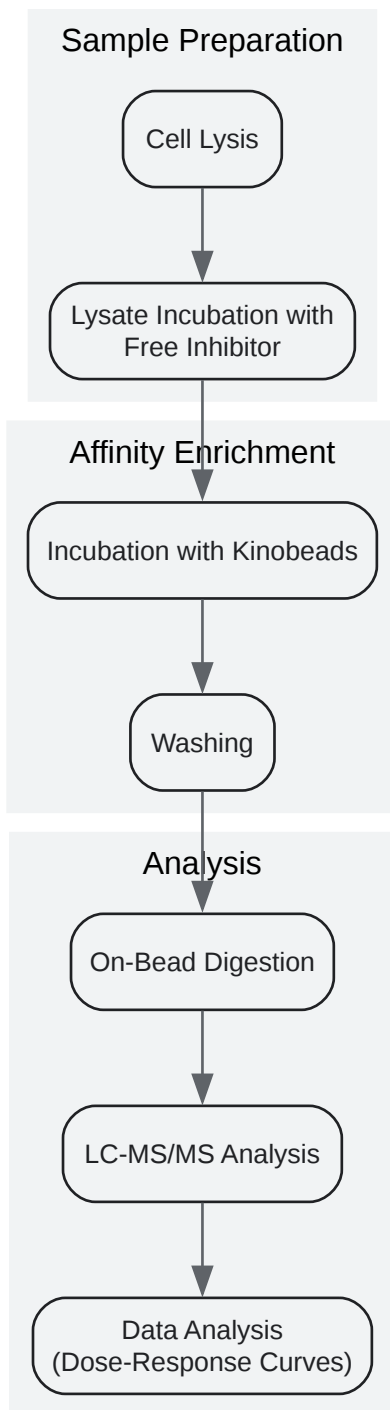 Sample Preparation
Cell Lysis
Lysate Incubation with
Free Inhibitor
Affinity Enrichment
Incubation with Kinobeads
Washing
Analysis
On-Bead Digestion
LC-MS/MS Analysis
Data Analysis
(Dose-Response Curves)